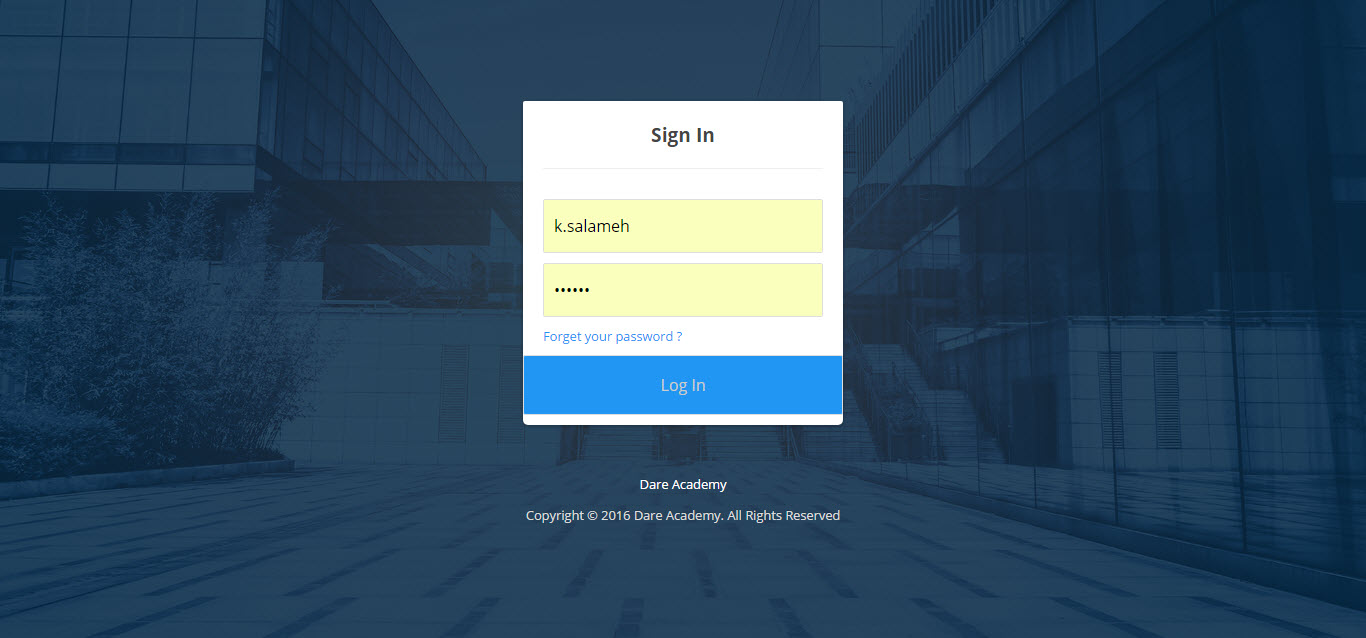 Sign In
k.salameh
••••••
Forget your password ?
Log In
Dare Academy
Copyright © 2016 Dare Academy. All Rights Reserved